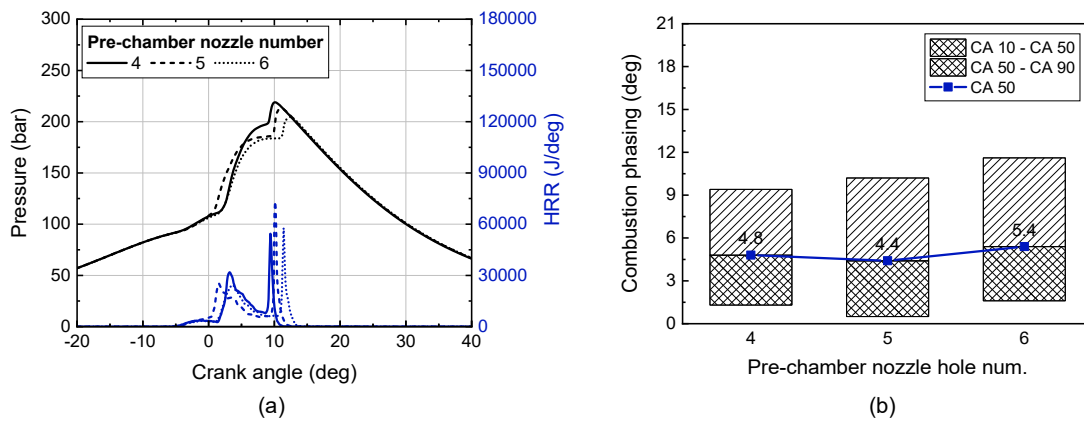 Pre-chamber nozzle number
4 5 6
300
250
200
150
100
50
0
Pressure (bar)
180000
150000
120000
90000
60000
30000
0
HRR (J/deg)
-20 -10 0 10 20 30 40
Crank angle (deg)
(a)
CA 10 - CA 50
CA 50 - CA 90
CA 50
21
18
15
12
9
6
3
0
Combustion phasing (deg)
4.8 4.4 5.4
4 5 6
Pre-chamber nozzle hole num.
(b)